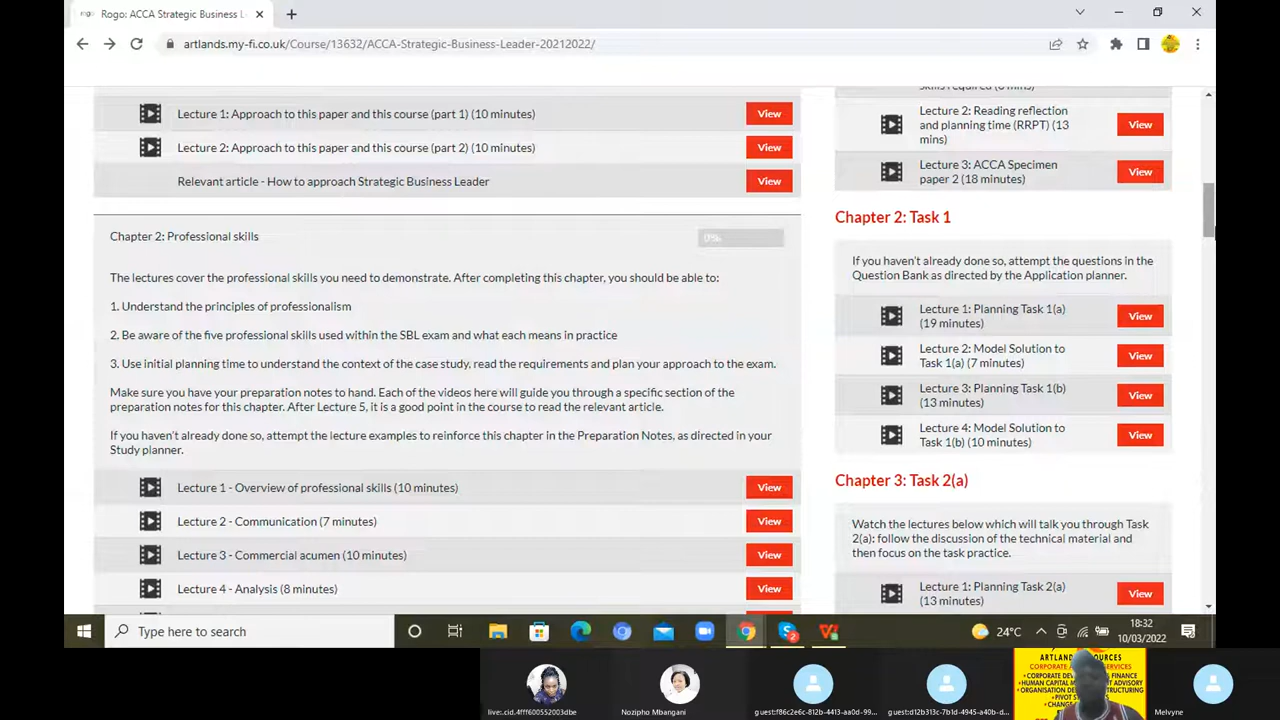 Rogo: ACCA Strategic Business L
artlands.my-fi.co.uk/Course/13632/ACCA-Strategic-Business-Leader-20212022/
Lecture 1: Approach to this paper and this course (part 1) (10 minutes)
View
Lecture 2: Approach to this paper and this course (part 2) (10 minutes)
View
Relevant article - How to approach Strategic Business Leader
View
Chapter 2: Professional skills
0%
The lectures cover the professional skills you need to demonstrate. After completing this chapter, you should be able to:
1. Understand the principles of professionalism
2. Be aware of the five professional skills used within the SBL exam and what each means in practice
3. Use initial planning time to understand the context of the case study, read the requirements and plan your approach to the exam.
Make sure you have your preparation notes to hand. Each of the videos here will guide you through a specific section of the
preparation notes for this chapter. After Lecture 5, it is a good point in the course to read the relevant article.
If you haven't already done so, attempt the lecture examples to reinforce this chapter in the Preparation Notes, as directed in your
Study planner.
Lecture 1 - Overview of professional skills (10 minutes)
View
Lecture 2 - Communication (7 minutes)
View
Lecture 3 - Commercial acumen (10 minutes)
View
Lecture 4 - Analysis (8 minutes)
View
Lecture 2: Reading reflection
and planning time (RRPT) (13
mins)
View
Lecture 3: ACCA Specimen
paper 2 (18 minutes)
View
Chapter 2: Task 1
If you haven't already done so, attempt the questions in the
Question Bank as directed by the Application planner.
Lecture 1: Planning Task 1(a)
(19 minutes)
View
Lecture 2: Model Solution to
Task 1(a) (7 minutes)
View
Lecture 3: Planning Task 1(b)
(13 minutes)
View
Lecture 4: Model Solution to
Task 1(b) (10 minutes)
View
Chapter 3: Task 2(a)
Watch the lectures below which will talk you through Task
2(a): follow the discussion of the technical material and
then focus on the task practice.
Lecture 1: Planning Task 2(a)
(13 minutes)
View
Type here to search
24°C
18:32
10/03/2022
live:.cid.4fff600552003dbe
Nozipho Mbangani
guest:f86c2e6c-812b-4413-aa0d-99...
guest:d12b313c-7b1d-4945-a40b-d...
CORPORATE
Melvyne